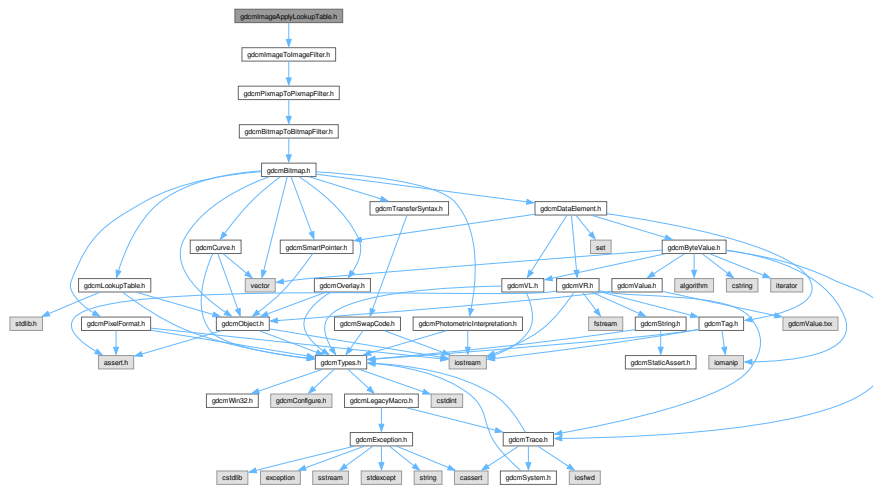 gdcmImageApplyLookupTable.h
gdcmImageToImageFilter.h
gdcmPixmapToPixmapFilter.h
gdcmBitmapToBitmapFilter.h
gdcmBitmap.h
gdcmTransferSyntax.h
gdcmDataElement.h
gdcmCurve.h
gdcmSmartPointer.h
set
gdcmByteValue.h
gdcmLookupTable.h
vector
gdcmOverlay.h
gdcmVL.h
gdcmVR.h
gdcmValue.h
algorithm
cstring
iterator
stdlib.h
gdcmPixelFormat.h
gdcmObject.h
gdcmSwapCode.h
gdcmPhotometricInterpretation.h
fstream
gdcmString.h
gdcmTag.h
gdcmValue.txx
assert.h
gdcmTypes.h
iostream
gdcmStaticAssert.h
iomanip
gdcmWin32.h
gdcmConfigure.h
gdcmLegacyMacro.h
cstdint
gdcmException.h
gdcmTrace.h
cstdlib
exception
sstream
stdexcept
string
cassert
gdcmSystem.h
iosfwd